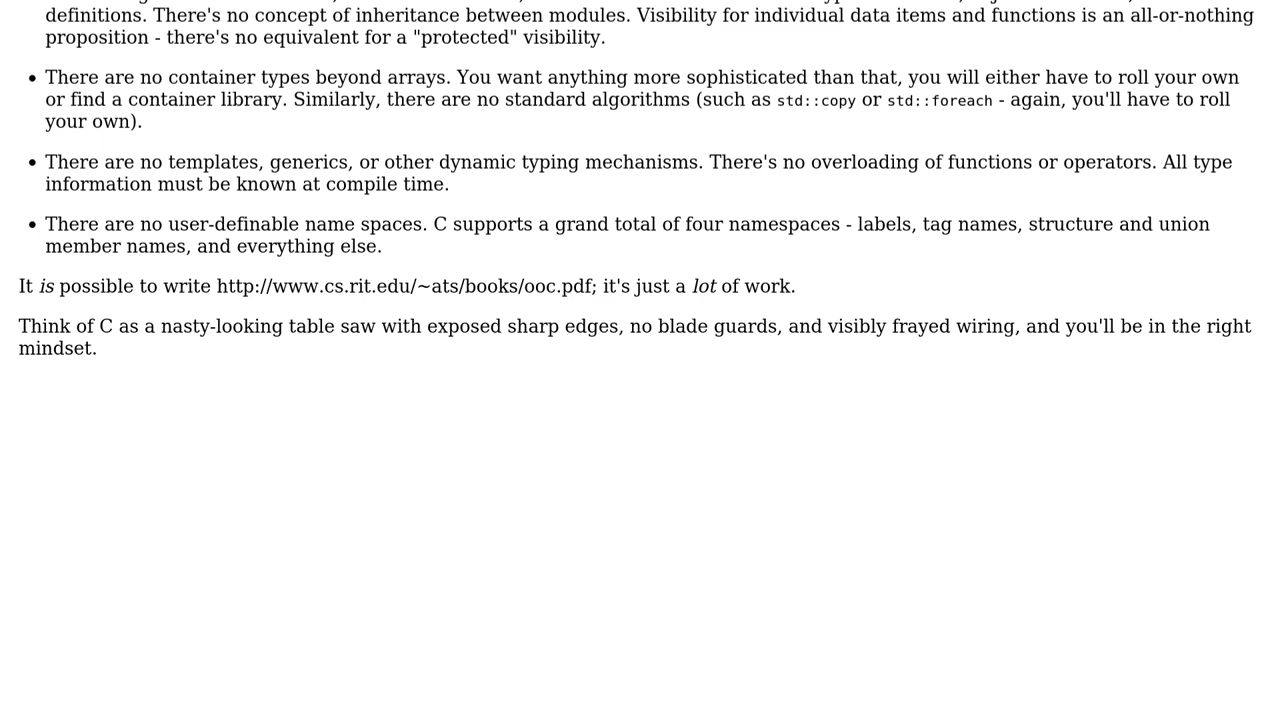 definitions. There's no concept of inheritance between modules. Visibility for individual data items and functions is an all-or-nothing
proposition - there's no equivalent for a "protected" visibility.
• There are no container types beyond arrays. You want anything more sophisticated than that, you will either have to roll your own
or find a container library. Similarly, there are no standard algorithms (such as std::copy or std::foreach - again, you'll have to roll
your own).
• There are no templates, generics, or other dynamic typing mechanisms. There's no overloading of functions or operators. All type
information must be known at compile time.
• There are no user-definable name spaces. C supports a grand total of four namespaces - labels, tag names, structure and union
member names, and everything else.
It is possible to write http://www.cs.rit.edu/~ats/books/ooc.pdf; it's just a lot of work.
Think of C as a nasty-looking table saw with exposed sharp edges, no blade guards, and visibly frayed wiring, and you'll be in the right
mindset.